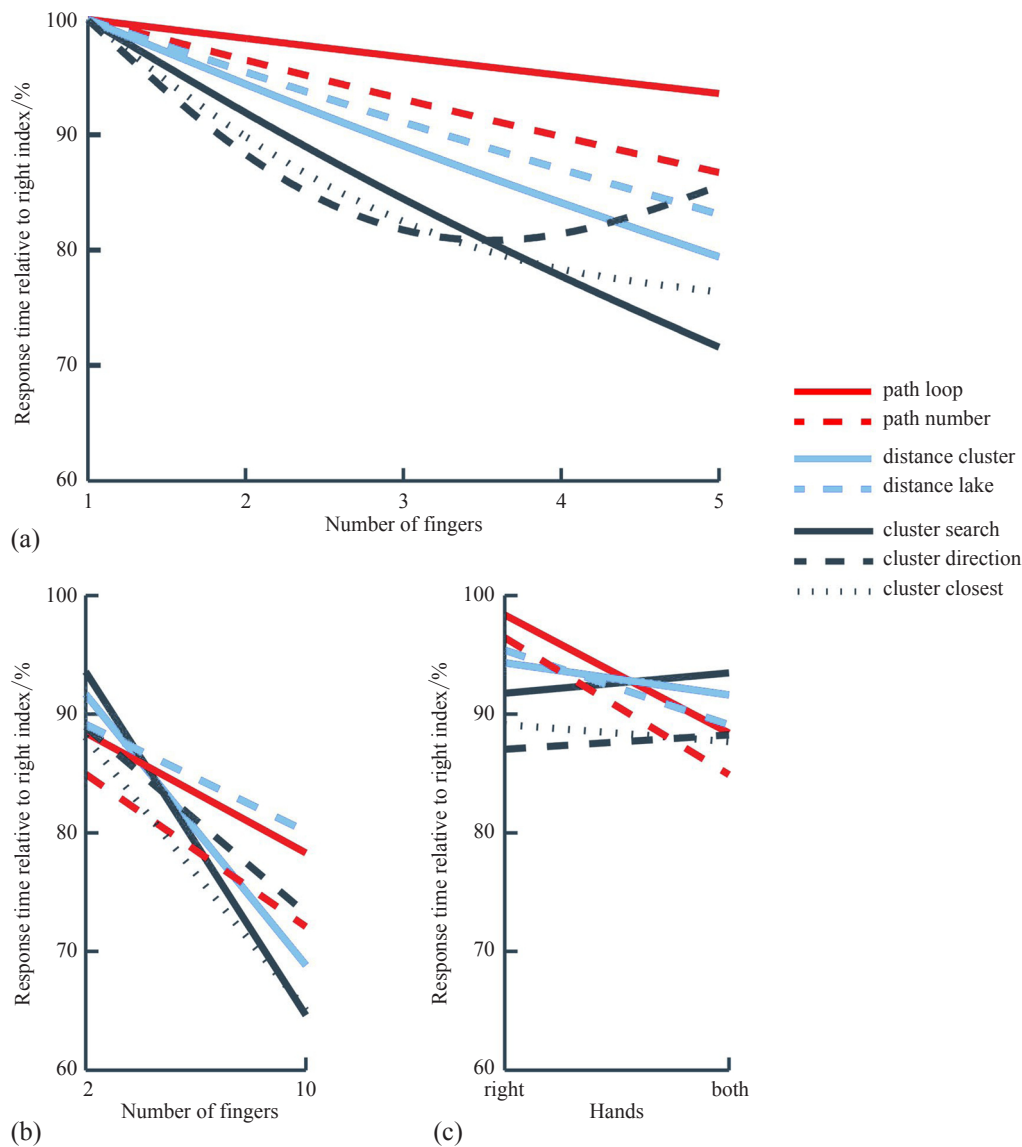 100
90
80
70
60
Response time relative to right index/%
1 2 3 4 5
Number of fingers
(a)
path loop
path number
distance cluster
distance lake
cluster search
cluster direction
cluster closest
100
90
80
70
60
Response time relative to right index/%
2 10
Number of fingers
(b)
100
90
80
70
60
Response time relative to right index/%
right both
Hands
(c)